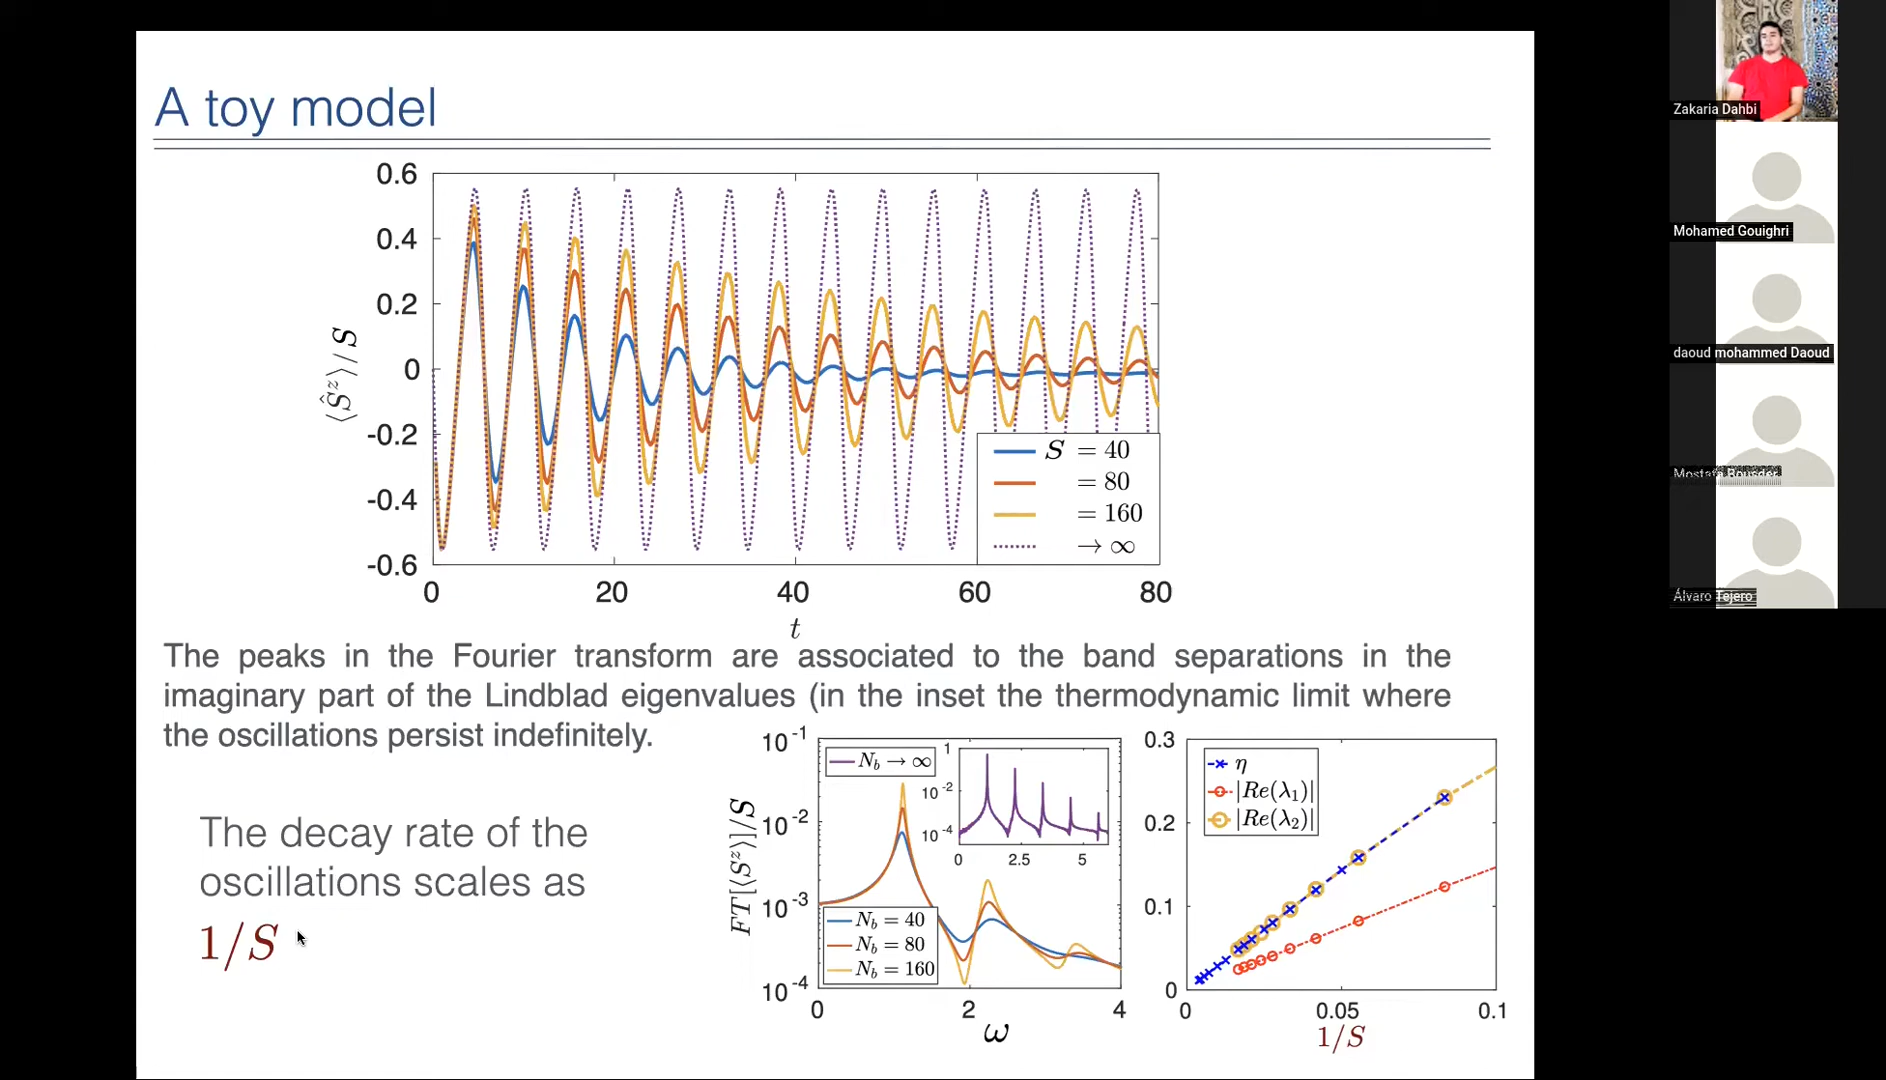 A toy model
0.6
0.4
0.2
0
-0.2
-0.4
-0.6
⟨Ŝᶻ⟩/S
S = 40
= 80
= 160
→ ∞
0 20 40 60 80
t
The peaks in the Fourier transform are associated to the band separations in the
imaginary part of the Lindblad eigenvalues (in the inset the thermodynamic limit where
the oscillations persist indefinitely.
The decay rate of the
oscillations scales as
1/S
FT[⟨Sᶻ⟩]/S
10⁻¹
10⁻²
10⁻³
10⁻⁴
N_b → ∞
1
10⁻²
10⁻⁴
0 2.5 5
N_b = 40
N_b = 80
N_b = 160
0 2 4
ω
0.3
0.2
0.1
0
η
|Re(λ₁)|
|Re(λ₂)|
0 0.05 0.1
1/S
Zakaria Dahbi
Mohamed Gouighri
daoud mohammed Daoud
Álvaro Tejero